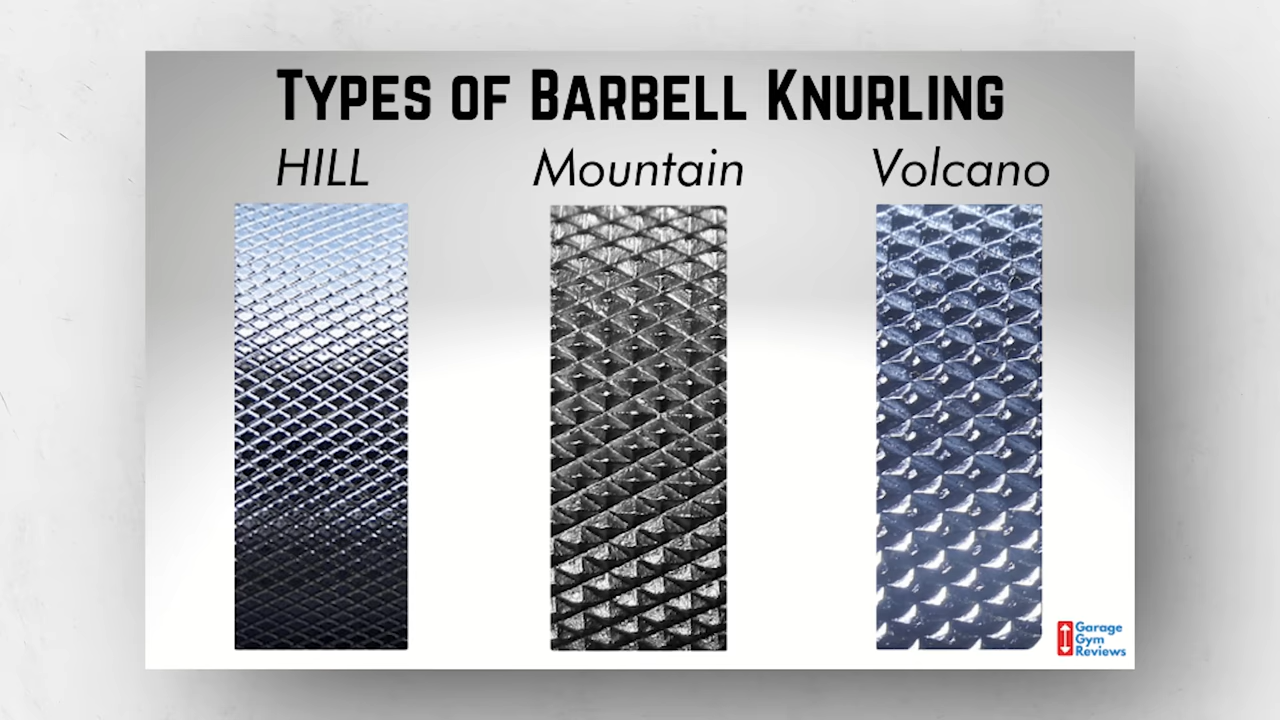 Types of Barbell Knurling
HILL Mountain Volcano
Garage
Gym
Reviews